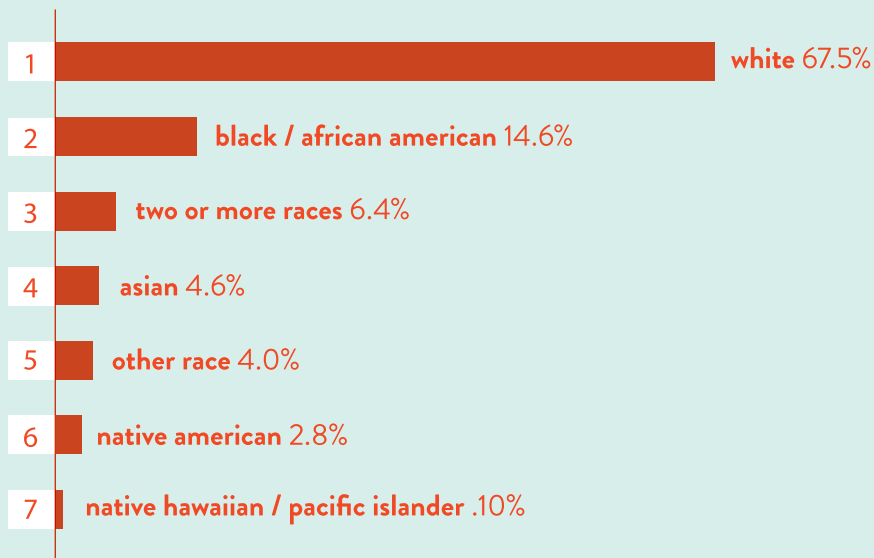 1 white 67.5%
2 black / african american 14.6%
3 two or more races 6.4%
4 asian 4.6%
5 other race 4.0%
6 native american 2.8%
7 native hawaiian / pacific islander .10%